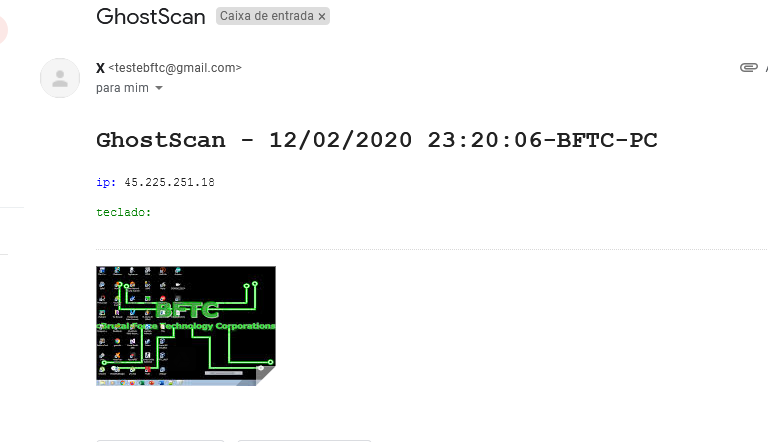 GhostScan Caixa de entrada ×
X <testebftc@gmail.com>
para mim
GhostScan - 12/02/2020 23:20:06-BFTC-PC
ip: 45.225.251.18
teclado:
BFTC
Brutal Force Technology Corporations